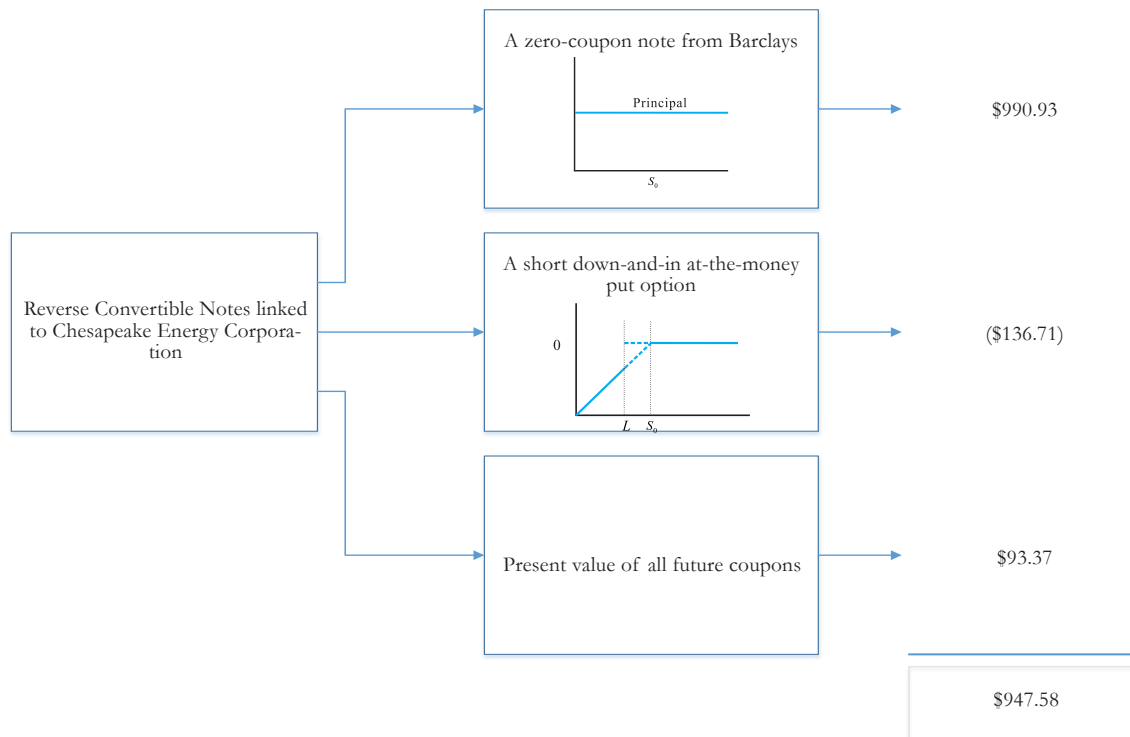 A zero-coupon note from Barclays
Principal
S₀
$990.93
Reverse Convertible Notes linked
to Chesapeake Energy Corpora-
tion
A short down-and-in at-the-money
put option
0
L S₀
($136.71)
Present value of all future coupons
$93.37
$947.58